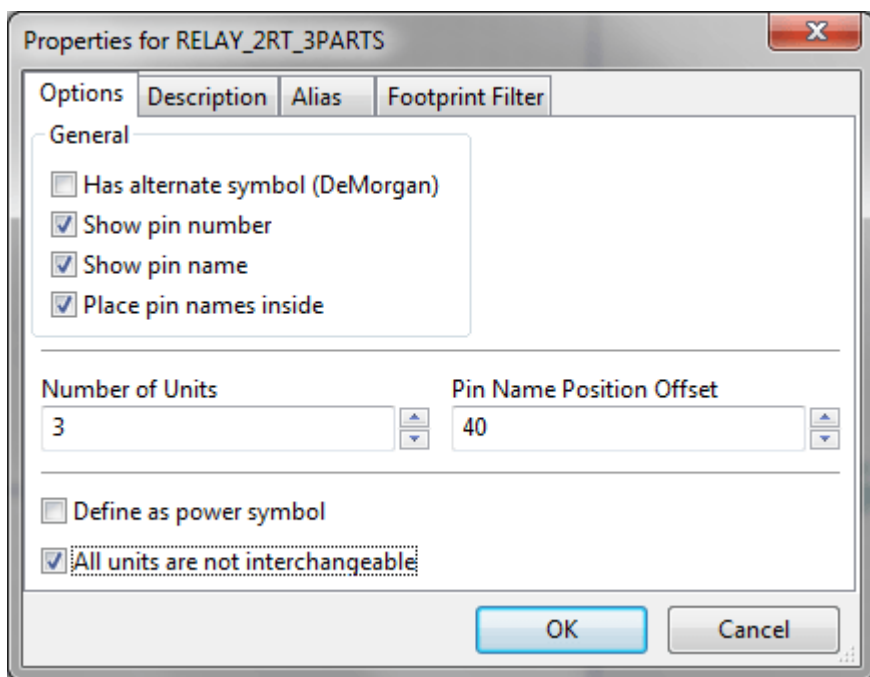 Properties for RELAY_2RT_3PARTS
Options Description Alias Footprint Filter
General
Has alternate symbol (DeMorgan)
Show pin number
Show pin name
Place pin names inside
Number of Units Pin Name Position Offset
3 40
Define as power symbol
All units are not interchangeable
OK Cancel